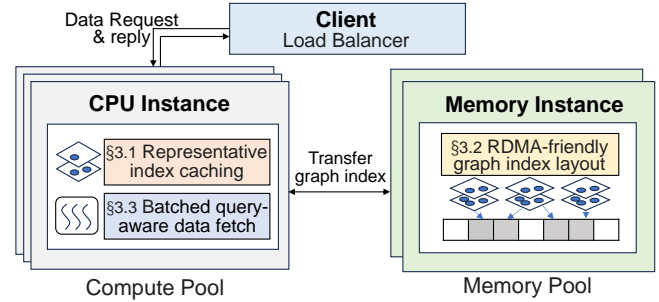 Data Request
& reply
Client
Load Balancer
CPU Instance
§3.1 Representative
index caching
§3.3 Batched query-
aware data fetch
Compute Pool
Transfer
graph index
Memory Instance
§3.2 RDMA-friendly
graph index layout
Memory Pool